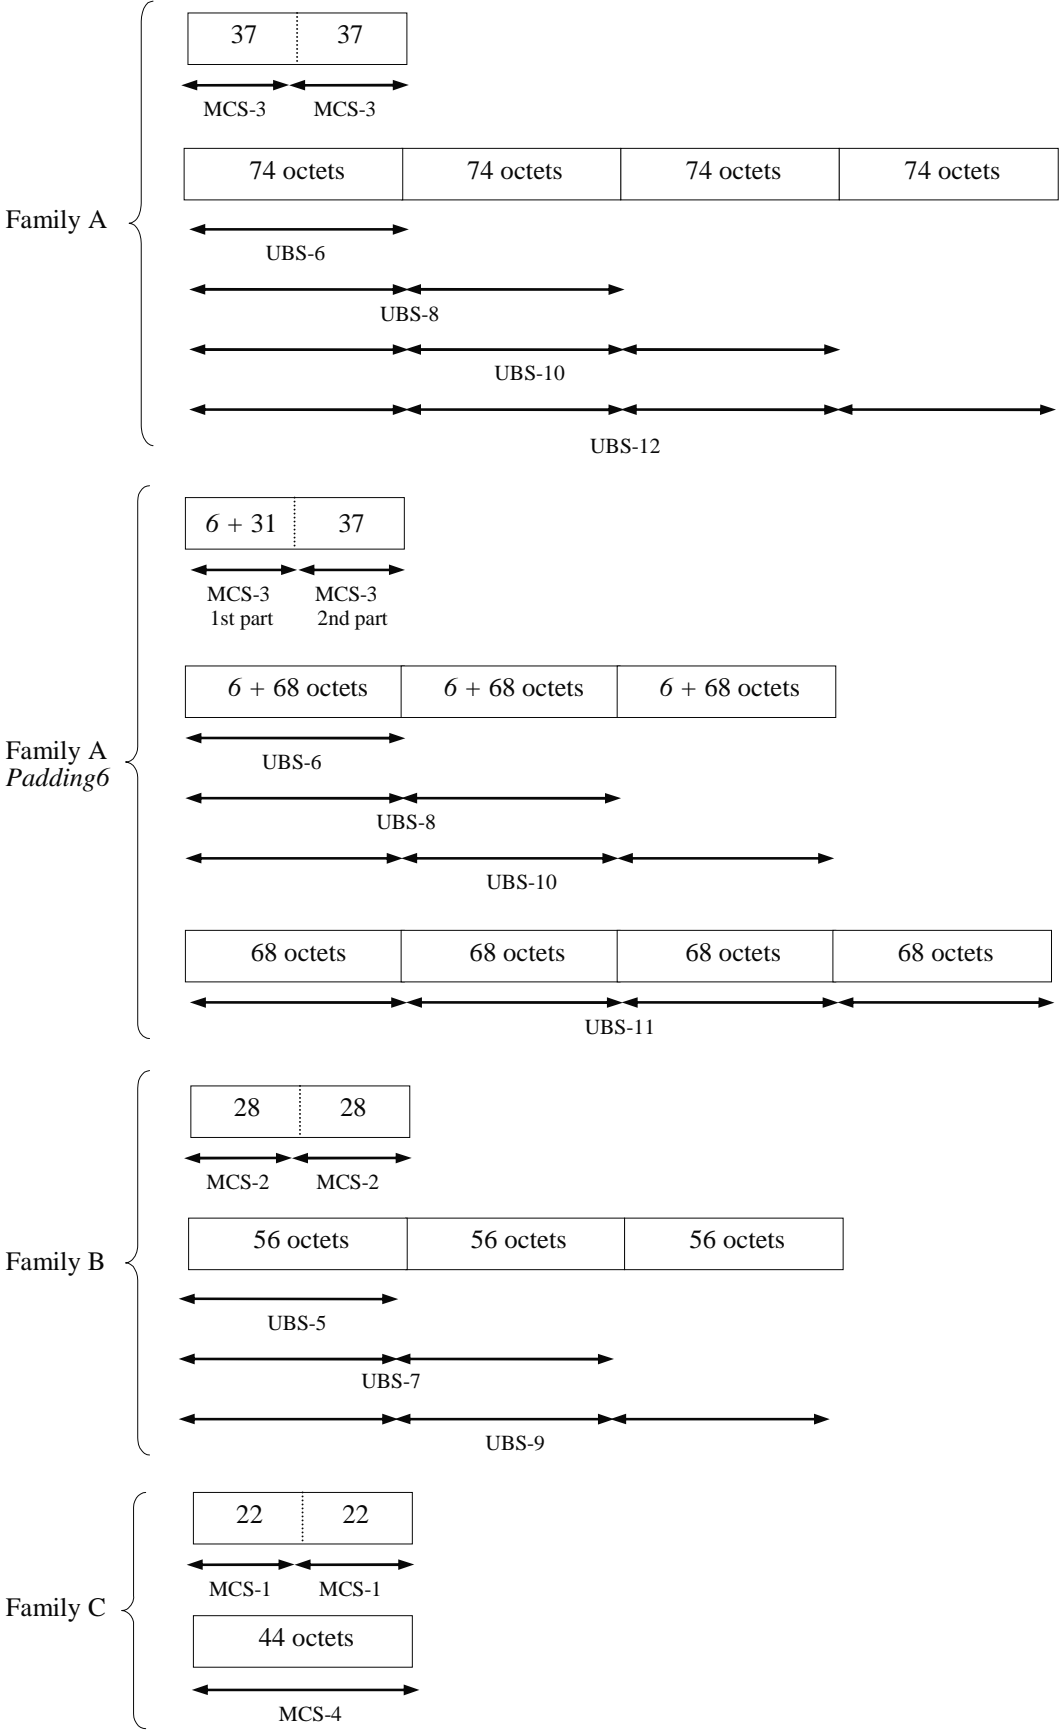 37 37
MCS-3 MCS-3
74 octets 74 octets 74 octets 74 octets
Family A
UBS-6
UBS-8
UBS-10
UBS-12
6 + 31 37
MCS-3 MCS-3
1st part 2nd part
6 + 68 octets 6 + 68 octets 6 + 68 octets
Family A
Padding6
UBS-6
UBS-8
UBS-10
68 octets 68 octets 68 octets 68 octets
UBS-11
28 28
MCS-2 MCS-2
56 octets 56 octets 56 octets
Family B
UBS-5
UBS-7
UBS-9
22 22
MCS-1 MCS-1
Family C
44 octets
MCS-4